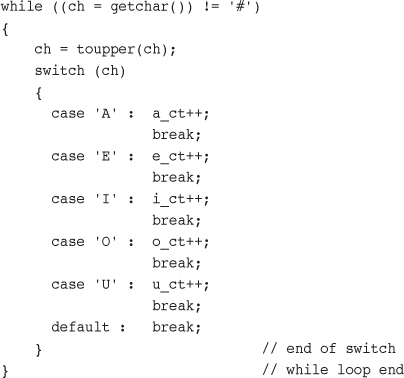 while ((ch = getchar()) != '#')
{
    ch = toupper(ch);
    switch (ch)
    {
      case 'A' :  a_ct++;
                  break;
      case 'E' :  e_ct++;
                  break;
      case 'I' :  i_ct++;
                  break;
      case 'O' :  o_ct++;
                  break;
      case 'U' :  u_ct++;
                  break;
      default :   break;
    }                          // end of switch
}                              // while loop end